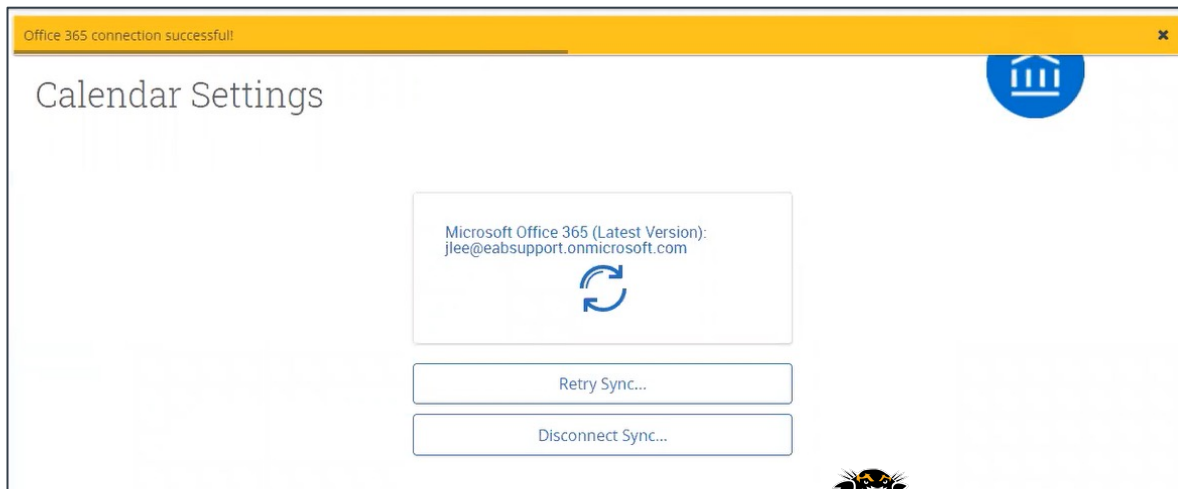 Office 365 connection successful!
Calendar Settings
Microsoft Office 365 (Latest Version):
jlee@eabsupport.onmicrosoft.com
Retry Sync...
Disconnect Sync...